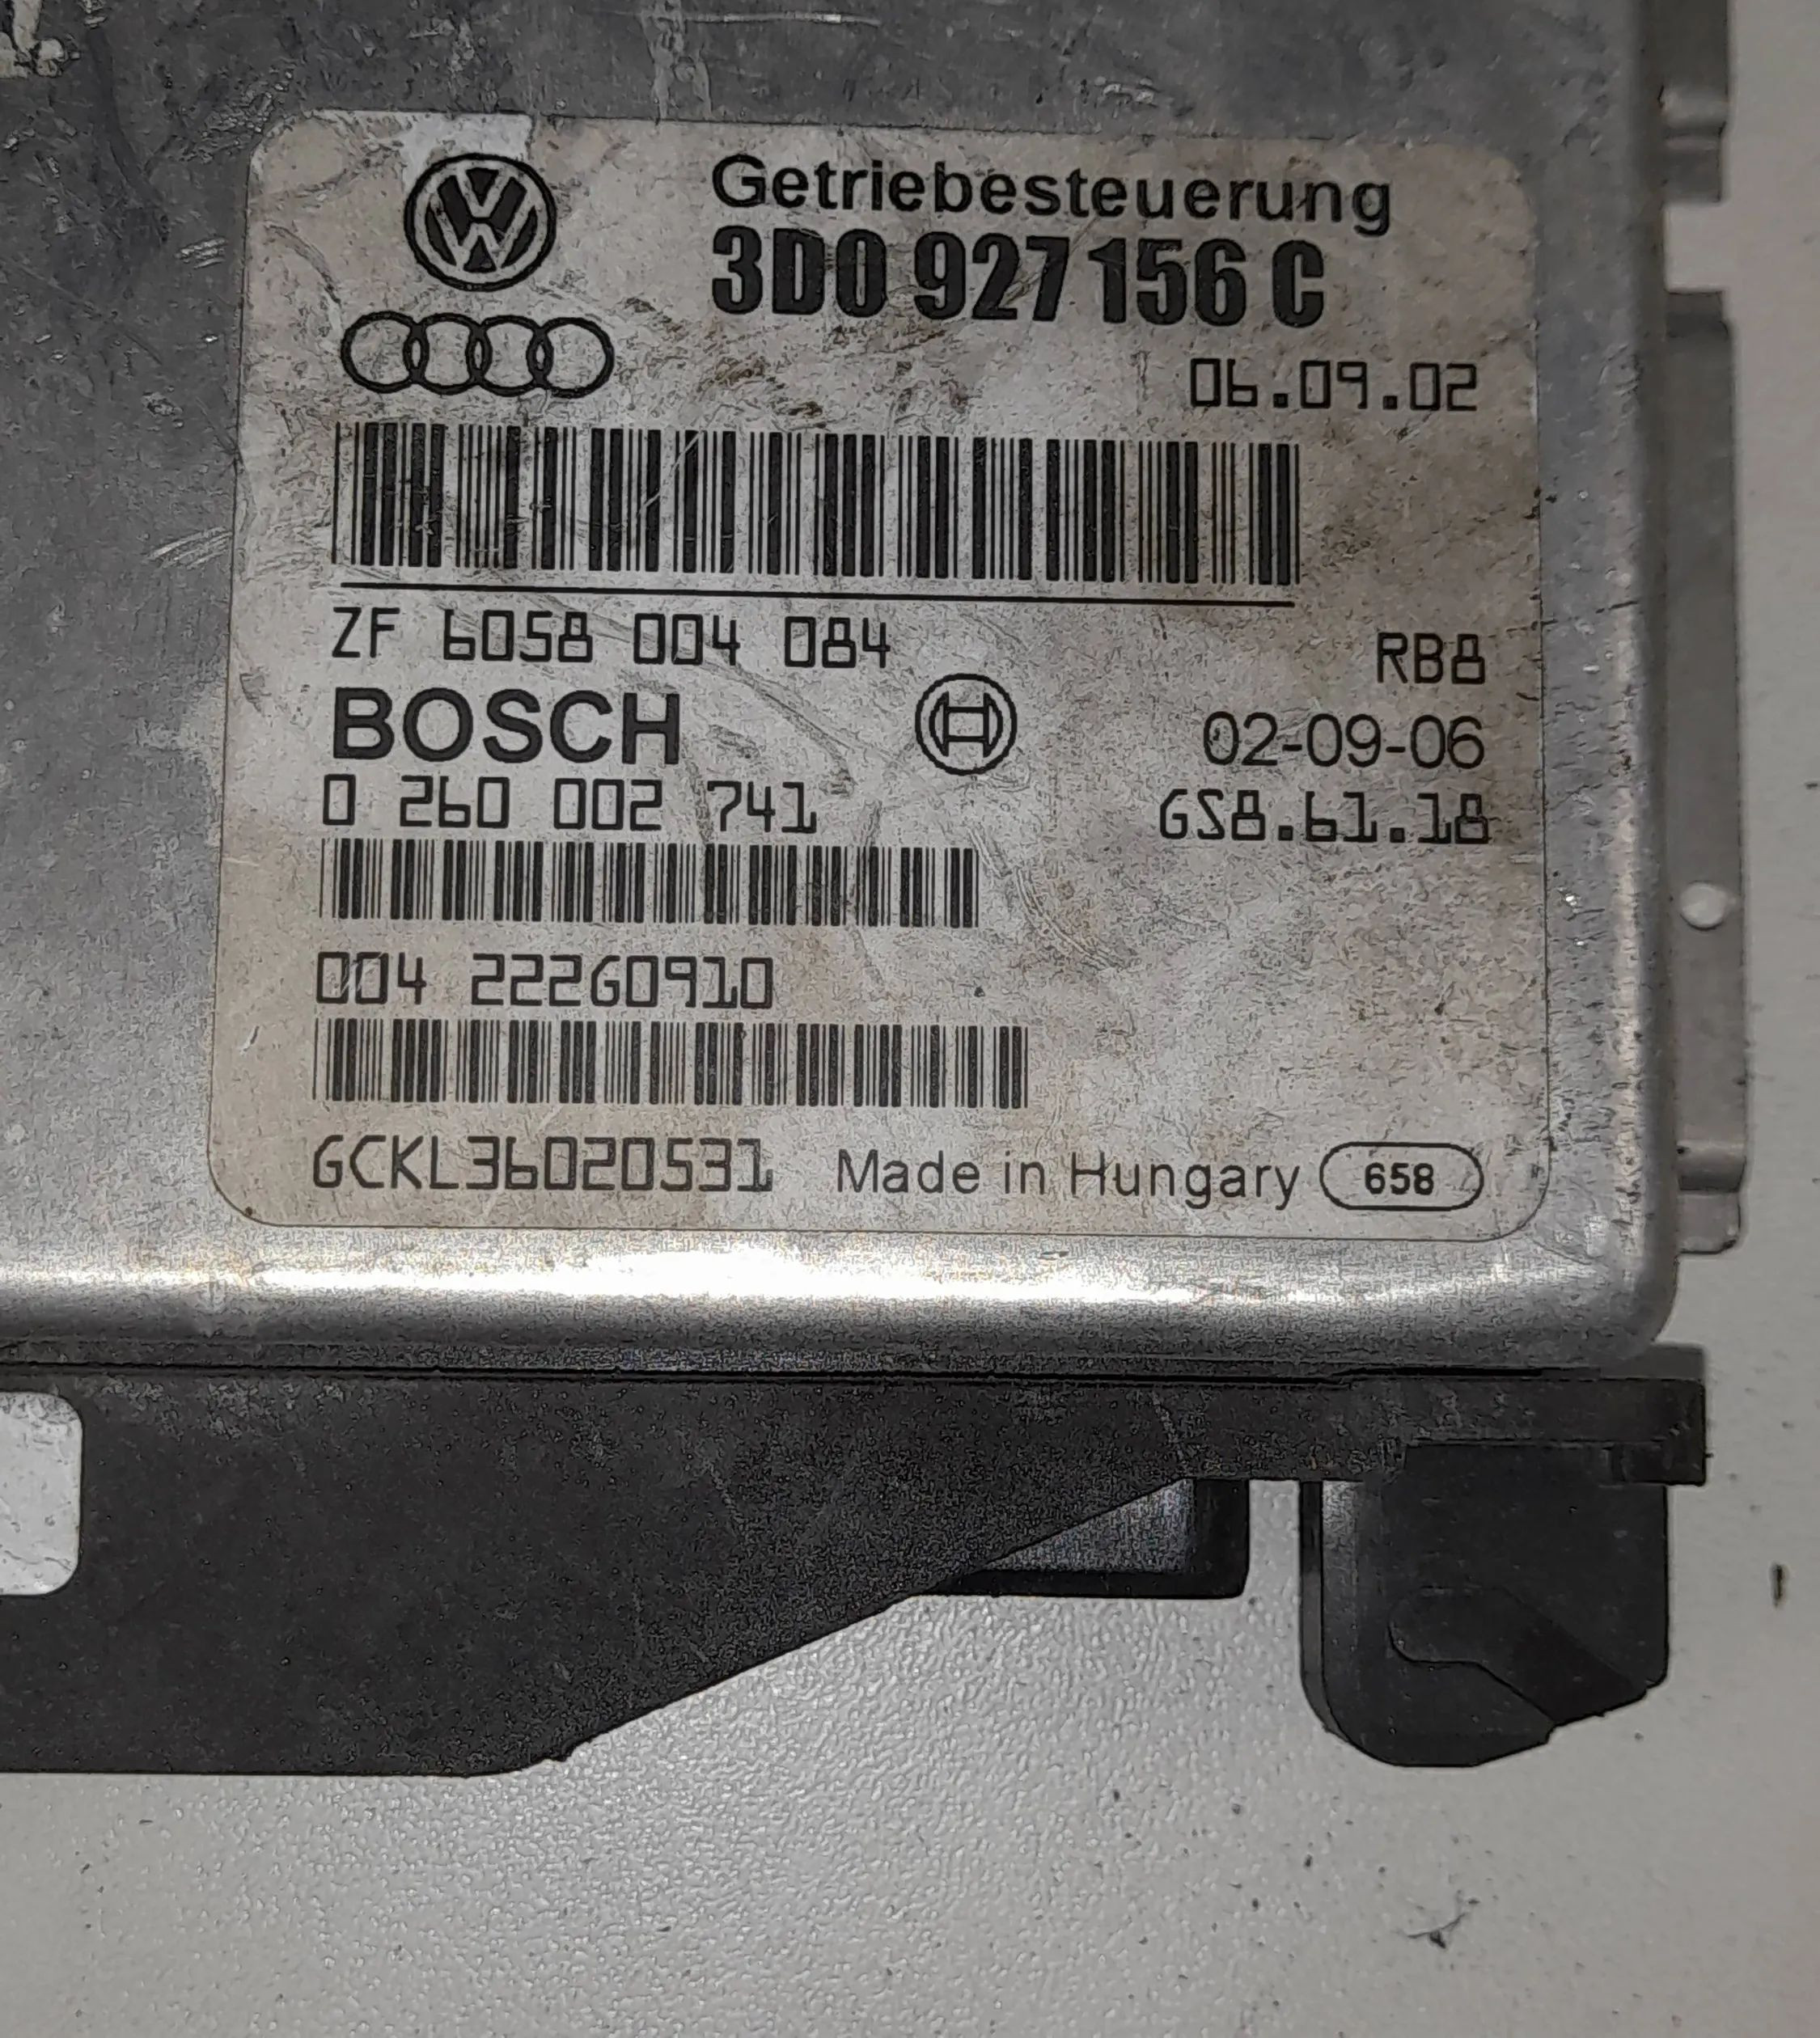 Getriebesteuerung
3D0 927 156 C
06.09.02
ZF 6058 004 084
RB8
BOSCH
02-09-06
0 260 002 741
GS8.61.18
004 222G0910
GCKL36020531 Made in Hungary 658